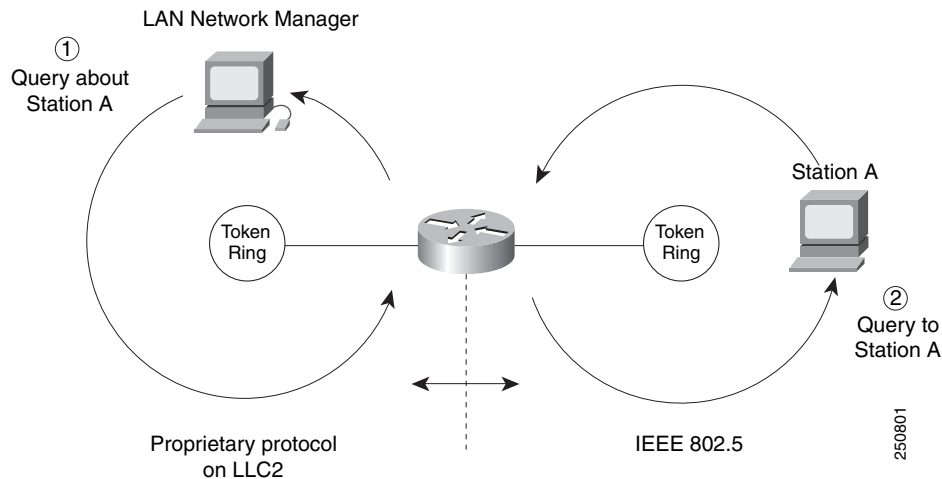 LAN Network Manager
①
Query about
Station A
Station A
Token
Ring
Token
Ring
②
Query to
Station A
Proprietary protocol
on LLC2
IEEE 802.5
250801